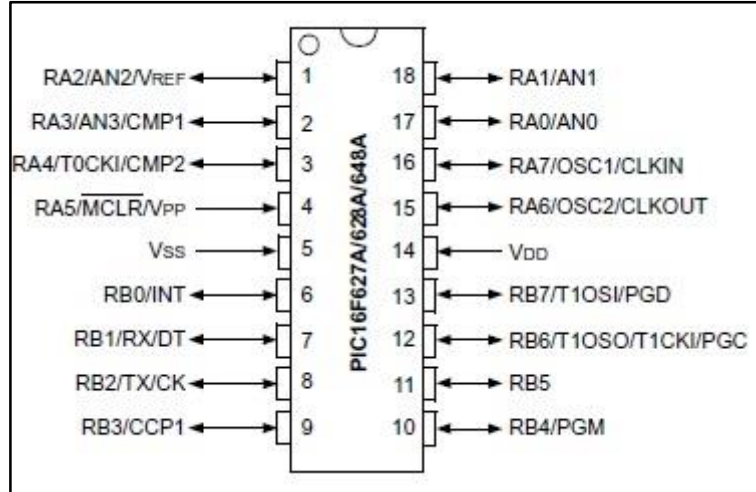 RA2/AN2/VREF 1 18 RA1/AN1
RA3/AN3/CMP1 2 17 RA0/AN0
RA4/T0CKI/CMP2 3 16 RA7/OSC1/CLKIN
RA5/MCLR/VPP 4 15 RA6/OSC2/CLKOUT
VSS 5 14 VDD
RB0/INT 6 13 RB7/T1OSI/PGD
RB1/RX/DT 7 12 RB6/T1OSO/T1CKI/PGC
RB2/TX/CK 8 11 RB5
RB3/CCP1 9 10 RB4/PGM
PIC16F627A/628A/648A